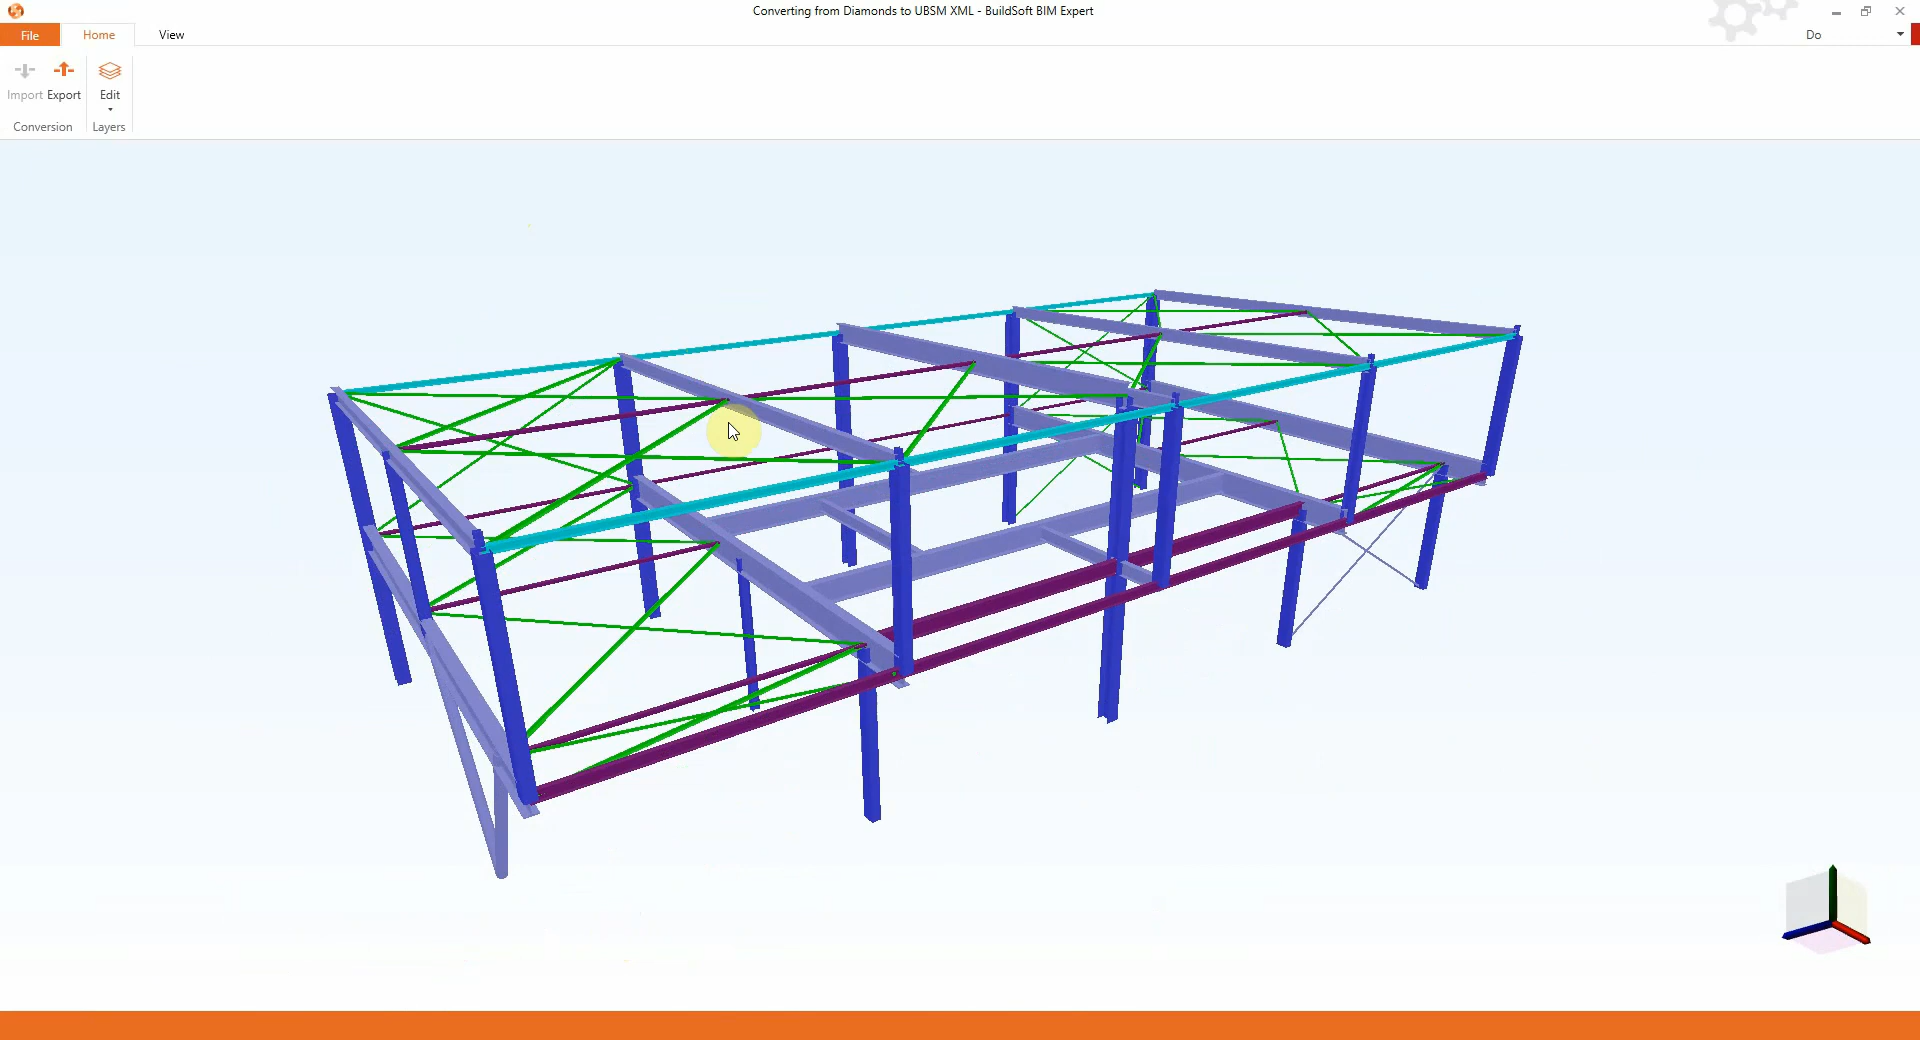 Converting from Diamonds to UBSM XML - BuildSoft BIM Expert
File Home View
Do
Import Export Edit
Conversion Layers